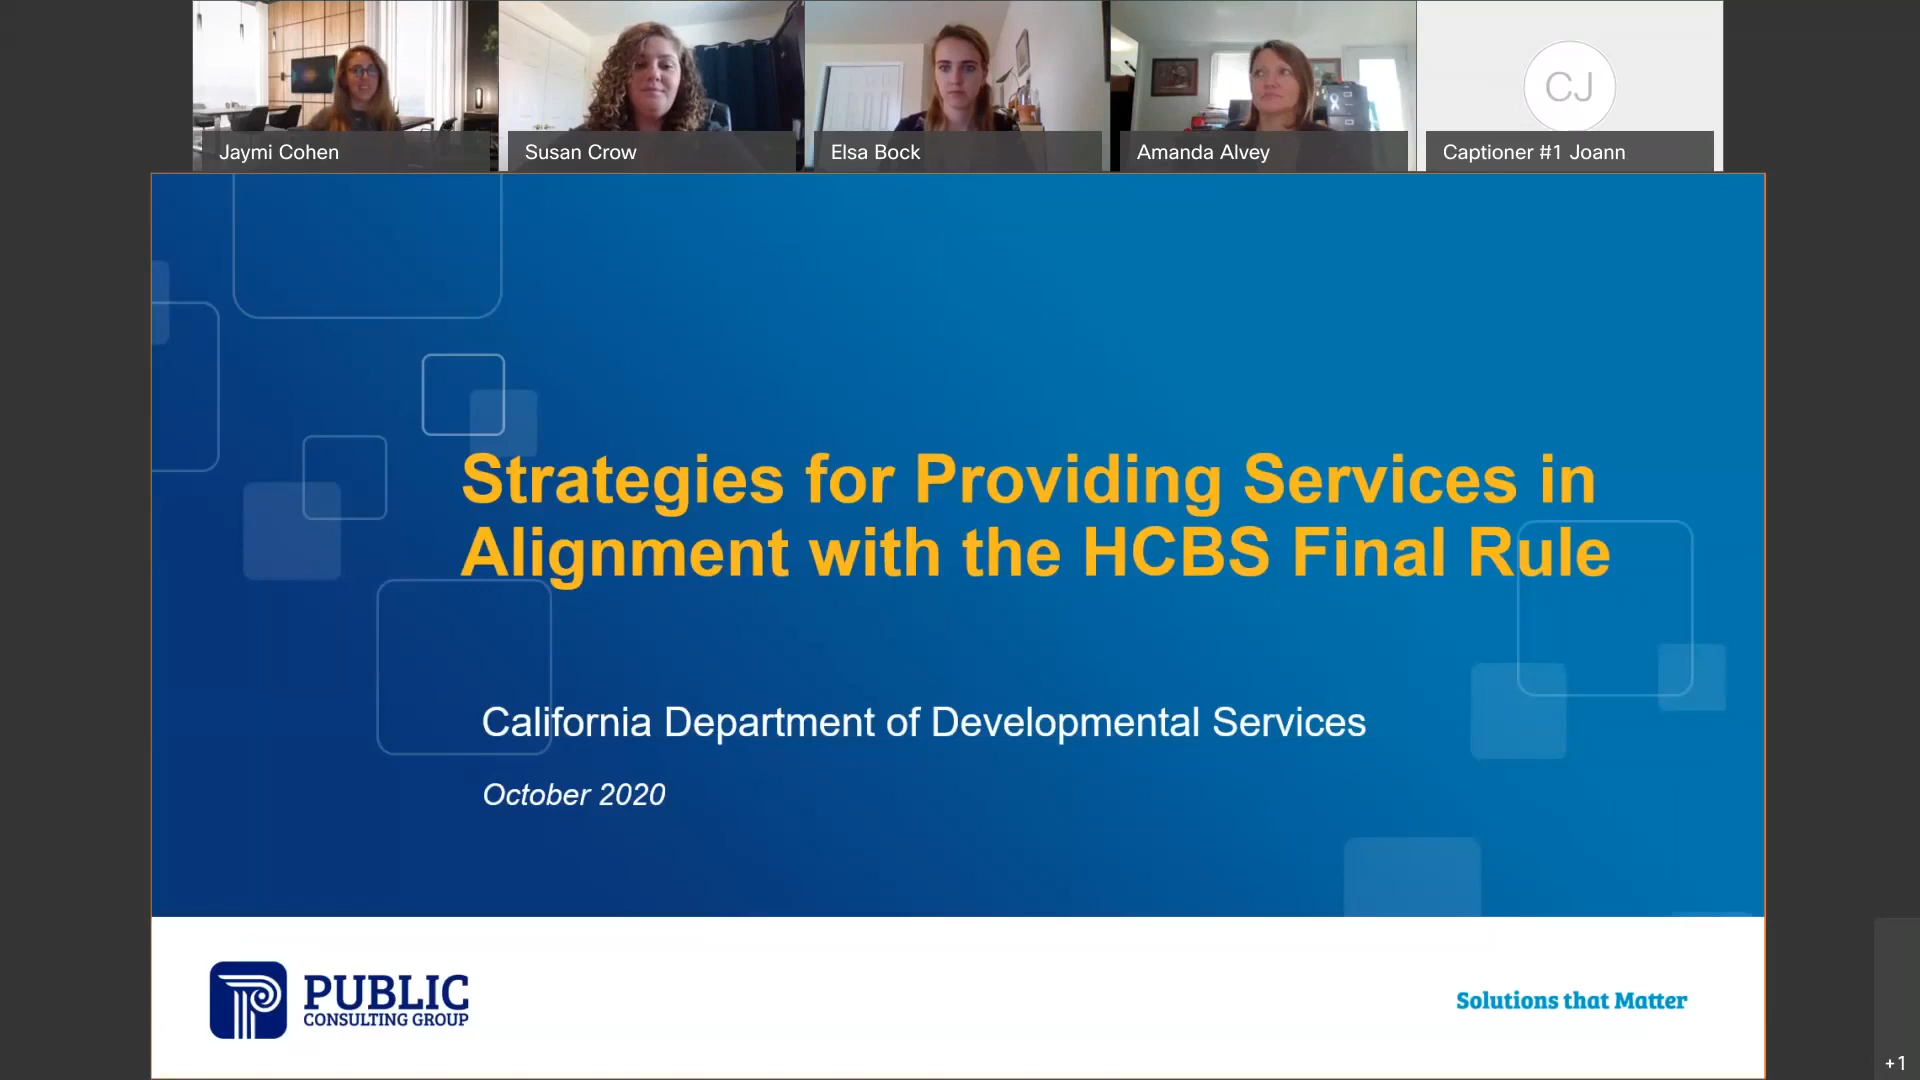 Jaymi Cohen
Susan Crow
Elsa Bock
Amanda Alvey
CJ
Captioner #1 Joann
Strategies for Providing Services in
Alignment with the HCBS Final Rule
California Department of Developmental Services
October 2020
PUBLIC
CONSULTING GROUP
Solutions that Matter
+1